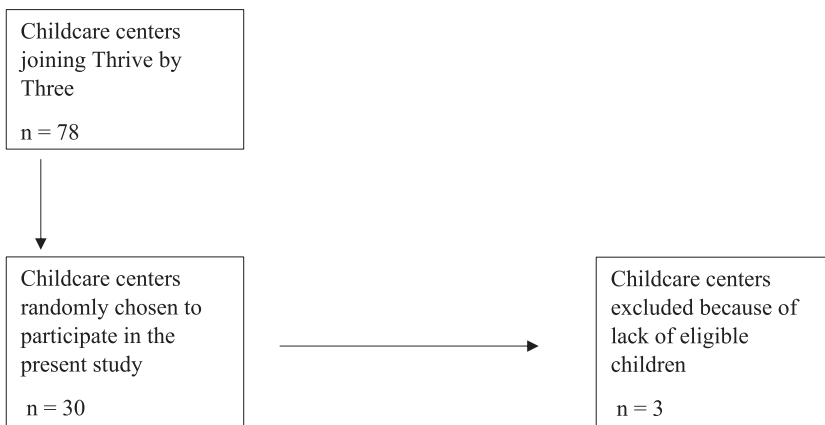 Childcare centers
joining Thrive by
Three
n = 78
Childcare centers
randomly chosen to
participate in the
present study
n = 30
Childcare centers
excluded because of
lack of eligible
children
n = 3